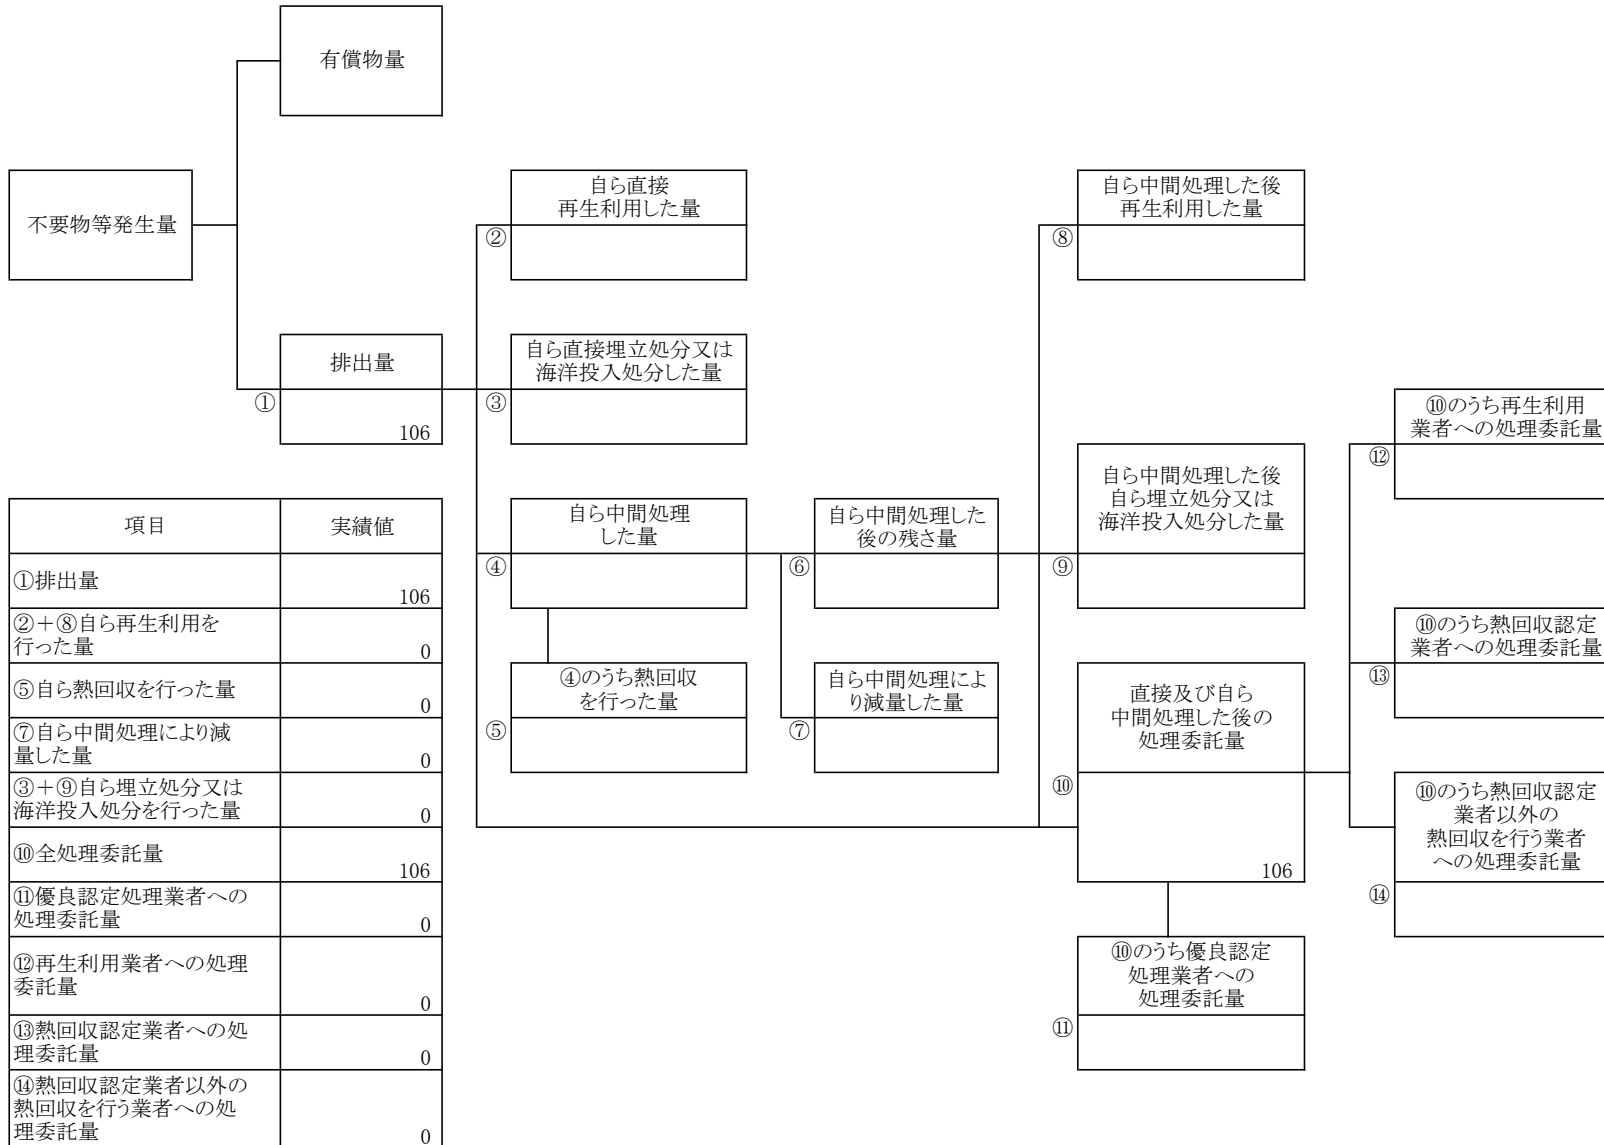 有償物量
不要物等発生量
自ら直接
再生利用した量
②
自ら中間処理した後
再生利用した量
⑧
排出量
①
106
自ら直接埋立処分又は
海洋投入処分した量
③
⑩のうち再生利用
業者への処理委託量
⑫
自ら中間処理
した量
④
自ら中間処理した
後の残さ量
⑥
自ら中間処理した後
自ら埋立処分又は
海洋投入処分した量
⑨
⑩のうち熱回収認定
業者への処理委託量
⑬
④のうち熱回収
を行った量
⑤
自ら中間処理によ
り減量した量
⑦
直接及び自ら
中間処理した後の
処理委託量
⑩
106
⑩のうち熱回収認定
業者以外の
熱回収を行う業者
への処理委託量
⑭
⑩のうち優良認定
処理業者への
処理委託量
⑪
項目
実績値
①排出量
106
②＋⑧自ら再生利用を
行った量
0
⑤自ら熱回収を行った量
0
⑦自ら中間処理により減
量した量
0
③＋⑨自ら埋立処分又は
海洋投入処分を行った量
0
⑩全処理委託量
106
⑪優良認定処理業者への
処理委託量
0
⑫再生利用業者への処理
委託量
0
⑬熱回収認定業者への処
理委託量
0
⑭熱回収認定業者以外の
熱回収を行う業者への処
理委託量
0